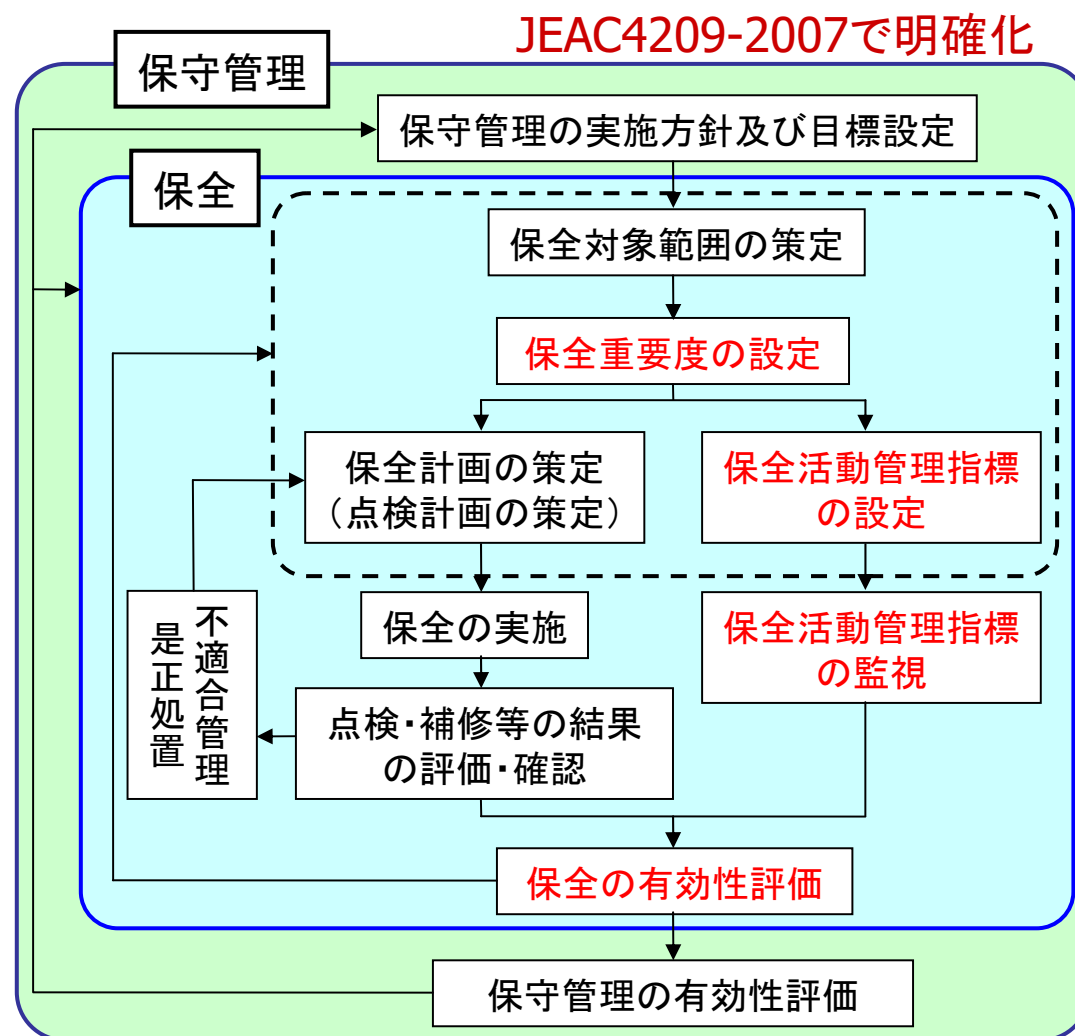 JEAC4209-2007で明確化
保守管理
保守管理の実施方針及び目標設定
保全
保全対象範囲の策定
保全重要度の設定
保全計画の策定
（点検計画の策定）
保全活動管理指標
の設定
保全の実施
保全活動管理指標
の監視
不適合管理
是正処置
点検・補修等の結果
の評価・確認
保全の有効性評価
保守管理の有効性評価